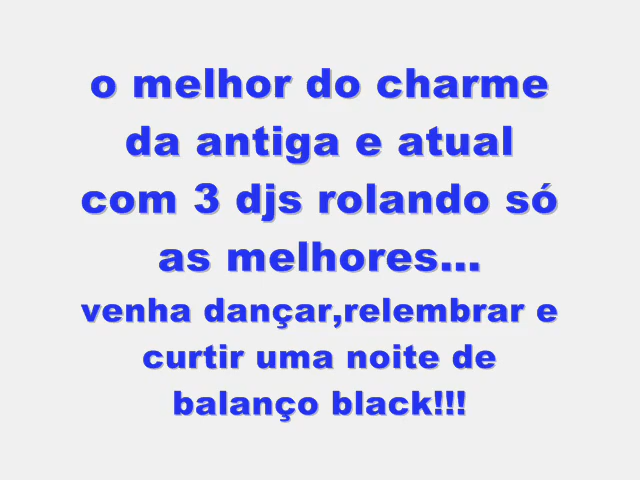 o melhor do charme
da antiga e atual
com 3 djs rolando só
as melhores...
venha dançar,relembrar e
curtir uma noite de
balanço black!!!